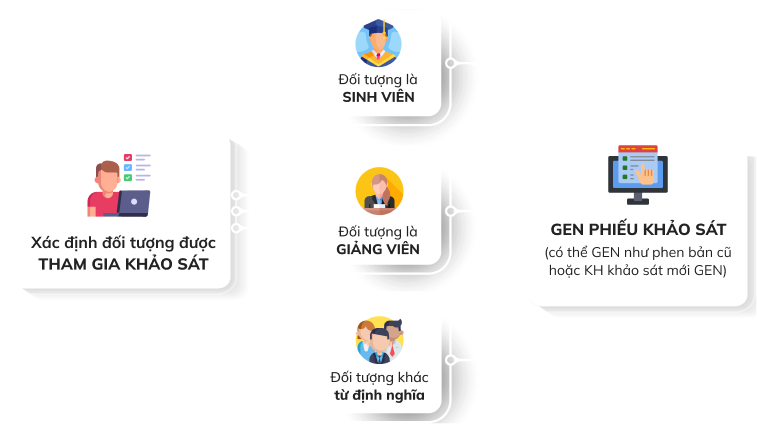 Xác định đối tượng được
THAM GIA KHẢO SÁT
Đối tượng là
SINH VIÊN
Đối tượng là
GIẢNG VIÊN
Đối tượng khác
từ định nghĩa
GEN PHIẾU KHẢO SÁT
(có thể GEN như phen bản cũ
hoặc KH khảo sát mới GEN)